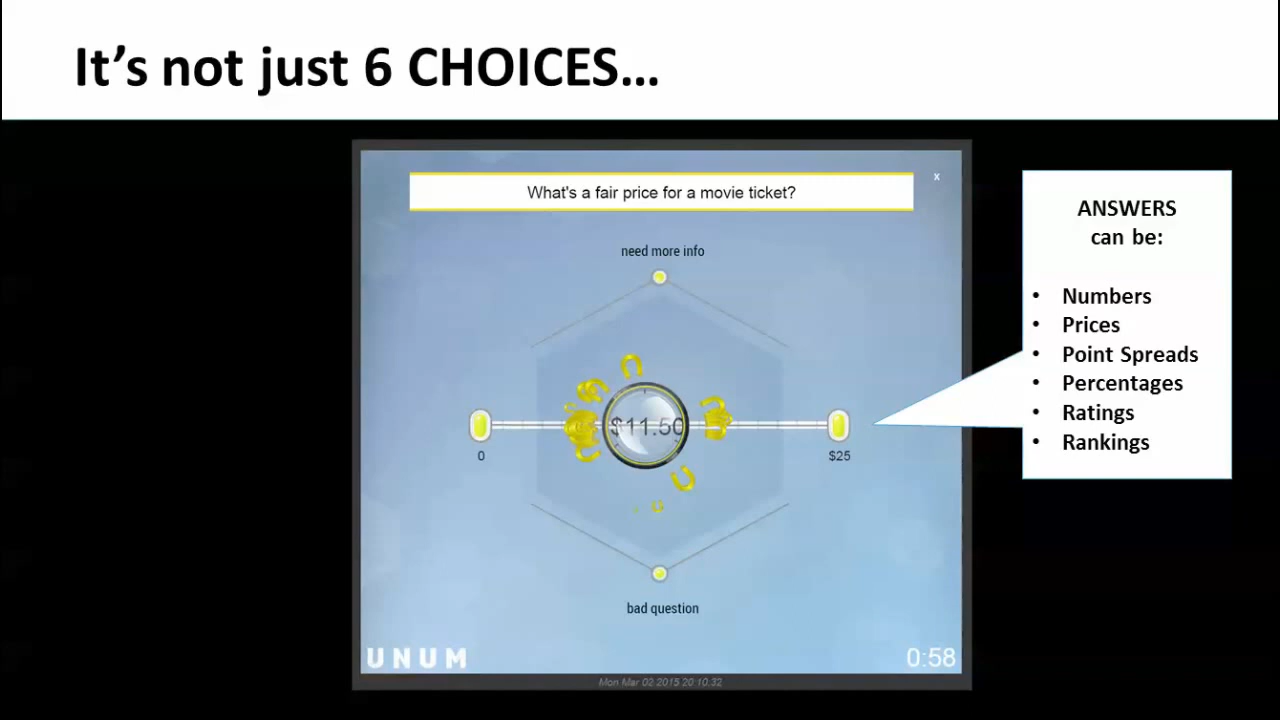 It's not just 6 CHOICES...
What's a fair price for a movie ticket?
x
need more info
$11.50
0
$25
bad question
UNUM
0:58
Mon Mar 02 2015 20:10:32
ANSWERS
can be:
• Numbers
• Prices
• Point Spreads
• Percentages
• Ratings
• Rankings